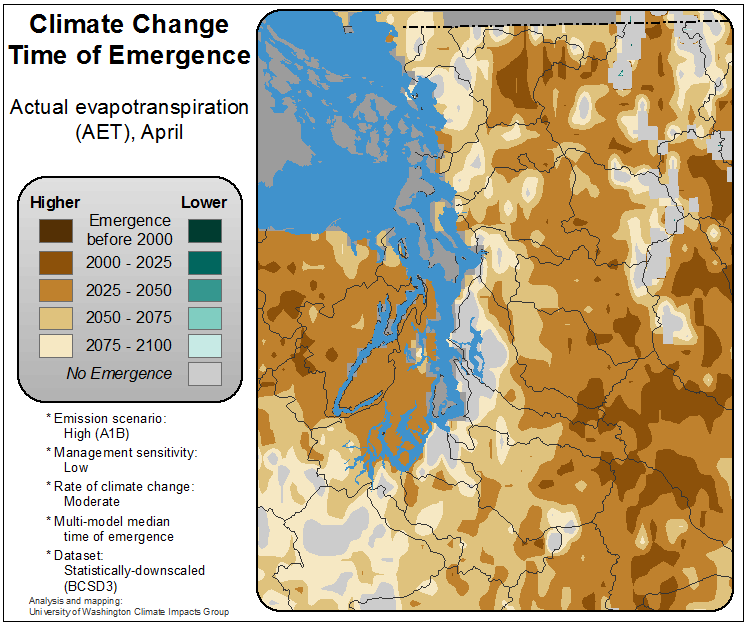 Climate Change
Time of Emergence
Actual evapotranspiration
(AET), April
Higher
Lower
Emergence
before 2000
2000 - 2025
2025 - 2050
2050 - 2075
2075 - 2100
No Emergence
* Emission scenario:
High (A1B)
* Management sensitivity:
Low
* Rate of climate change:
Moderate
* Multi-model median
time of emergence
* Dataset:
Statistically-downscaled
(BCSD3)
Analysis and mapping:
University of Washington Climate Impacts Group